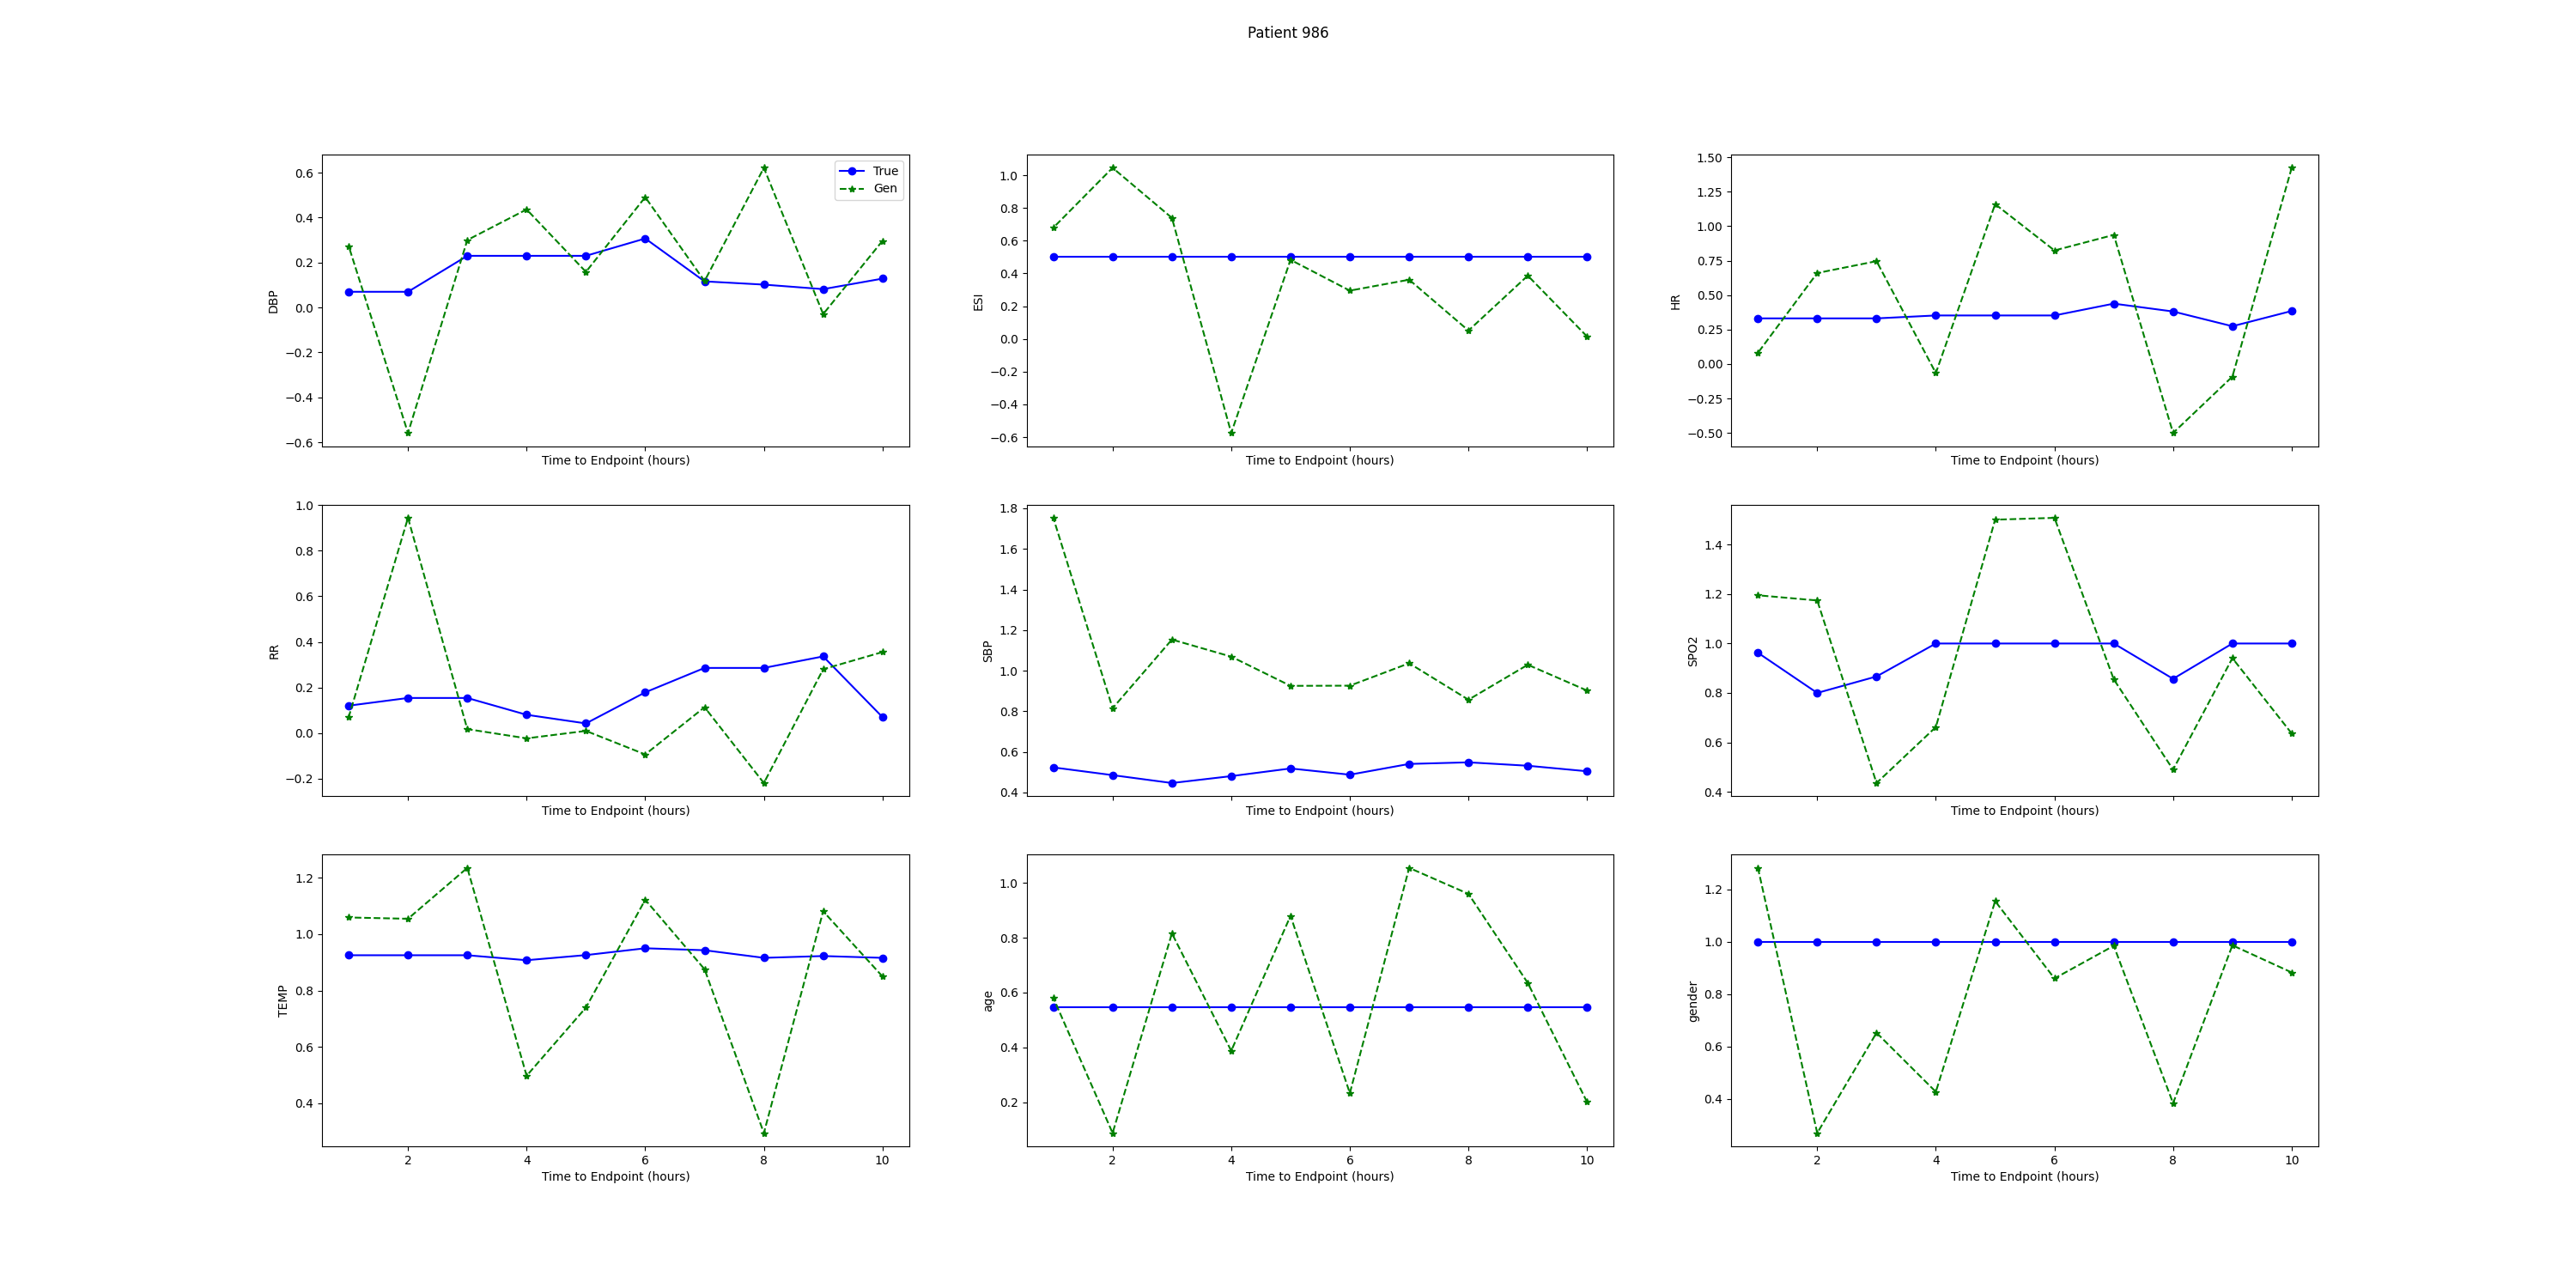 Patient 986
0.6
0.4
0.2
0.0
−0.2
−0.4
−0.6
DBP
True
Gen
Time to Endpoint (hours)
1.0
0.8
0.6
0.4
0.2
0.0
−0.2
−0.4
−0.6
ESI
Time to Endpoint (hours)
1.50
1.25
1.00
0.75
0.50
0.25
0.00
−0.25
−0.50
HR
Time to Endpoint (hours)
1.0
0.8
0.6
0.4
0.2
0.0
−0.2
RR
Time to Endpoint (hours)
1.8
1.6
1.4
1.2
1.0
0.8
0.6
0.4
SBP
Time to Endpoint (hours)
1.4
1.2
1.0
0.8
0.6
0.4
SPO2
Time to Endpoint (hours)
1.2
1.0
0.8
0.6
0.4
TEMP
2 4 6 8 10
Time to Endpoint (hours)
1.0
0.8
0.6
0.4
0.2
age
2 4 6 8 10
Time to Endpoint (hours)
1.2
1.0
0.8
0.6
0.4
gender
2 4 6 8 10
Time to Endpoint (hours)